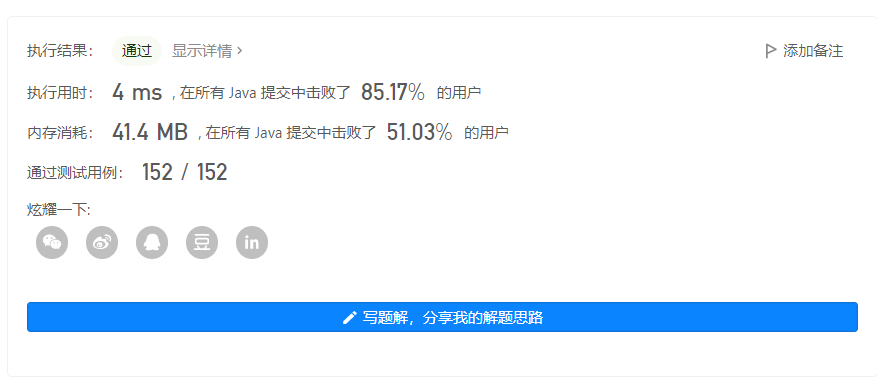 执行结果： 通过 显示详情 › 添加备注
执行用时： 4 ms , 在所有 Java 提交中击败了 85.17% 的用户
内存消耗： 41.4 MB , 在所有 Java 提交中击败了 51.03% 的用户
通过测试用例： 152 / 152
炫耀一下:
豆 in
写题解，分享我的解题思路